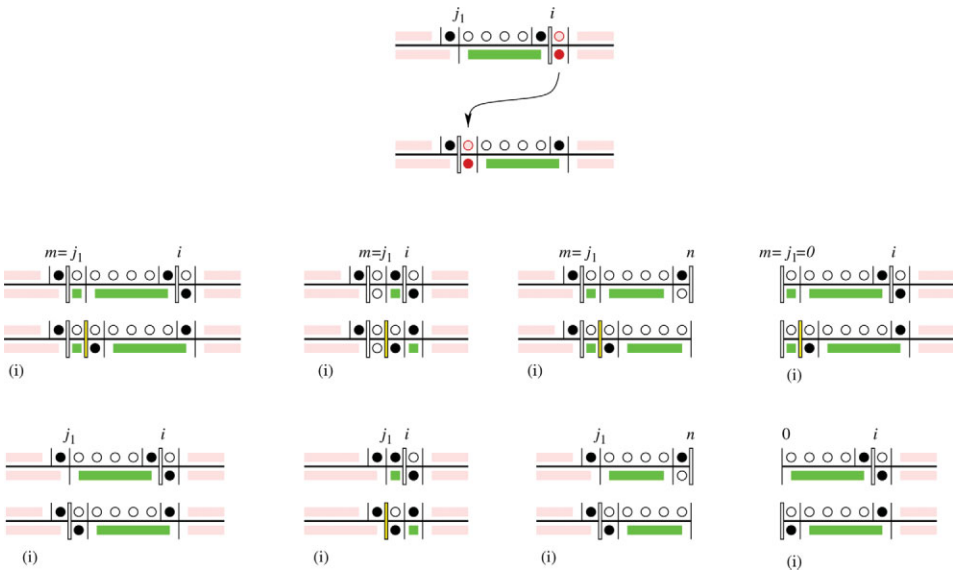 j₁ i
m= j₁ i m=j₁ i m= j₁ n m= j₁=0 i
(i) (i) (i) (i)
j₁ i j₁ i j₁ n 0 i
(i) (i) (i) (i)